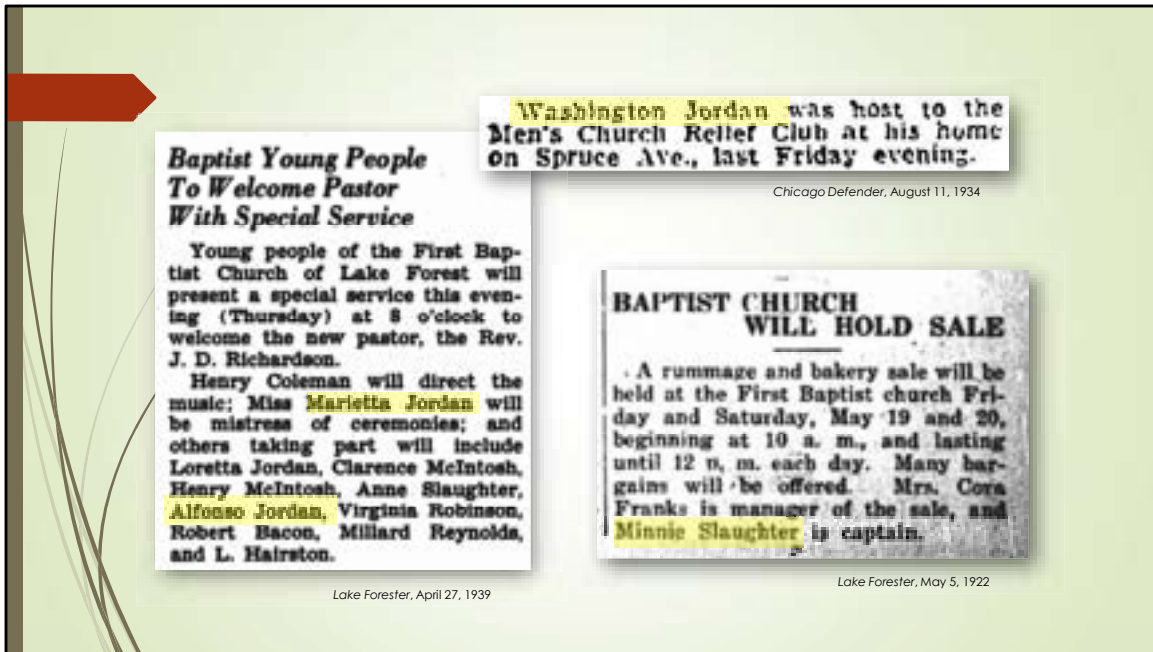 Baptist Young People
To Welcome Pastor
With Special Service
Young people of the First Bap-
tist Church of Lake Forest will
present a special service this even-
ing (Thursday) at 8 o'clock to
welcome the new pastor, the Rev.
J. D. Richardson.
Henry Coleman will direct the
music; Miss Marietta Jordan will
be mistress of ceremonies; and
others taking part will include
Loretta Jordan, Clarence McIntosh,
Henry McIntosh, Anne Slaughter,
Alfonso Jordan, Virginia Robinson,
Robert Bacon, Millard Reynolds,
and L. Hairston.
Lake Forester, April 27, 1939
Washington Jordan was host to the
Men's Church Relief Club at his home
on Spruce Ave., last Friday evening.
Chicago Defender, August 11, 1934
BAPTIST CHURCH
WILL HOLD SALE
A rummage and bakery sale will be
held at the First Baptist church Fri-
day and Saturday, May 19 and 20,
beginning at 10 a. m., and lasting
until 12 n. m. each day. Many bar-
gains will be offered. Mrs. Cora
Franks is manager of the sale, and
Minnie Slaughter is captain.
Lake Forester, May 5, 1922